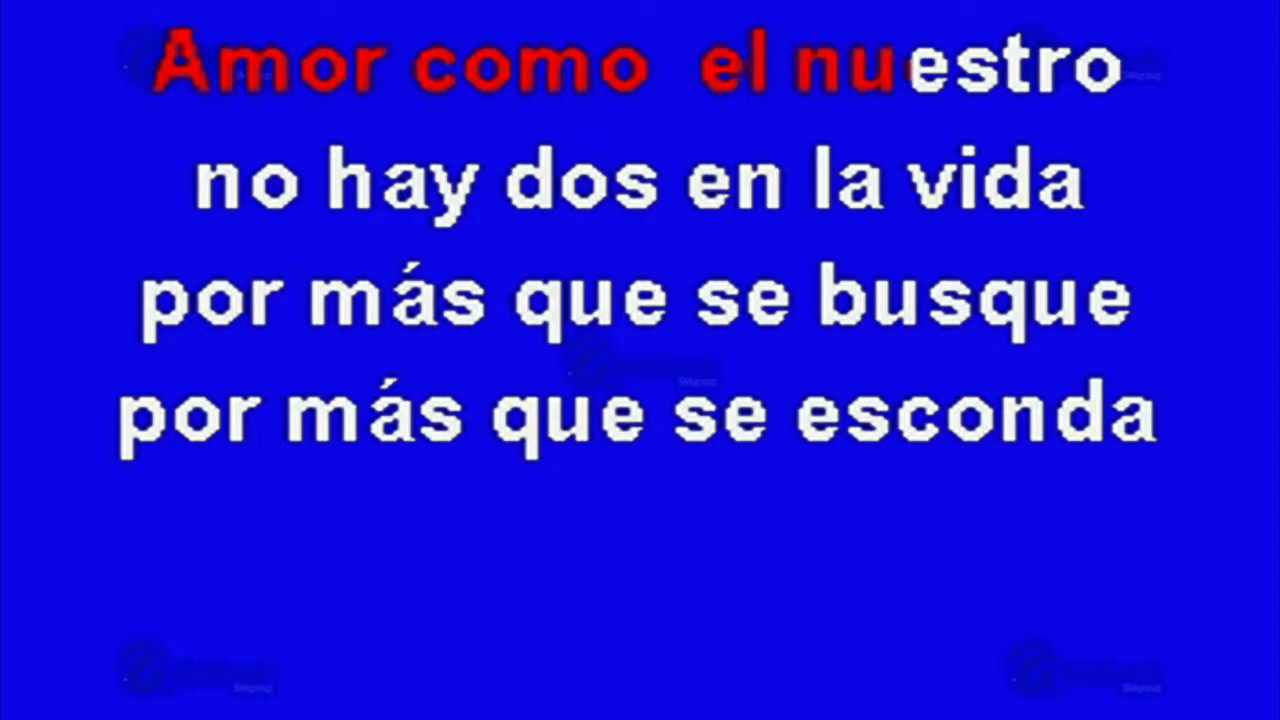 Amor como el nuestro
no hay dos en la vida
por más que se busque
por más que se esconda